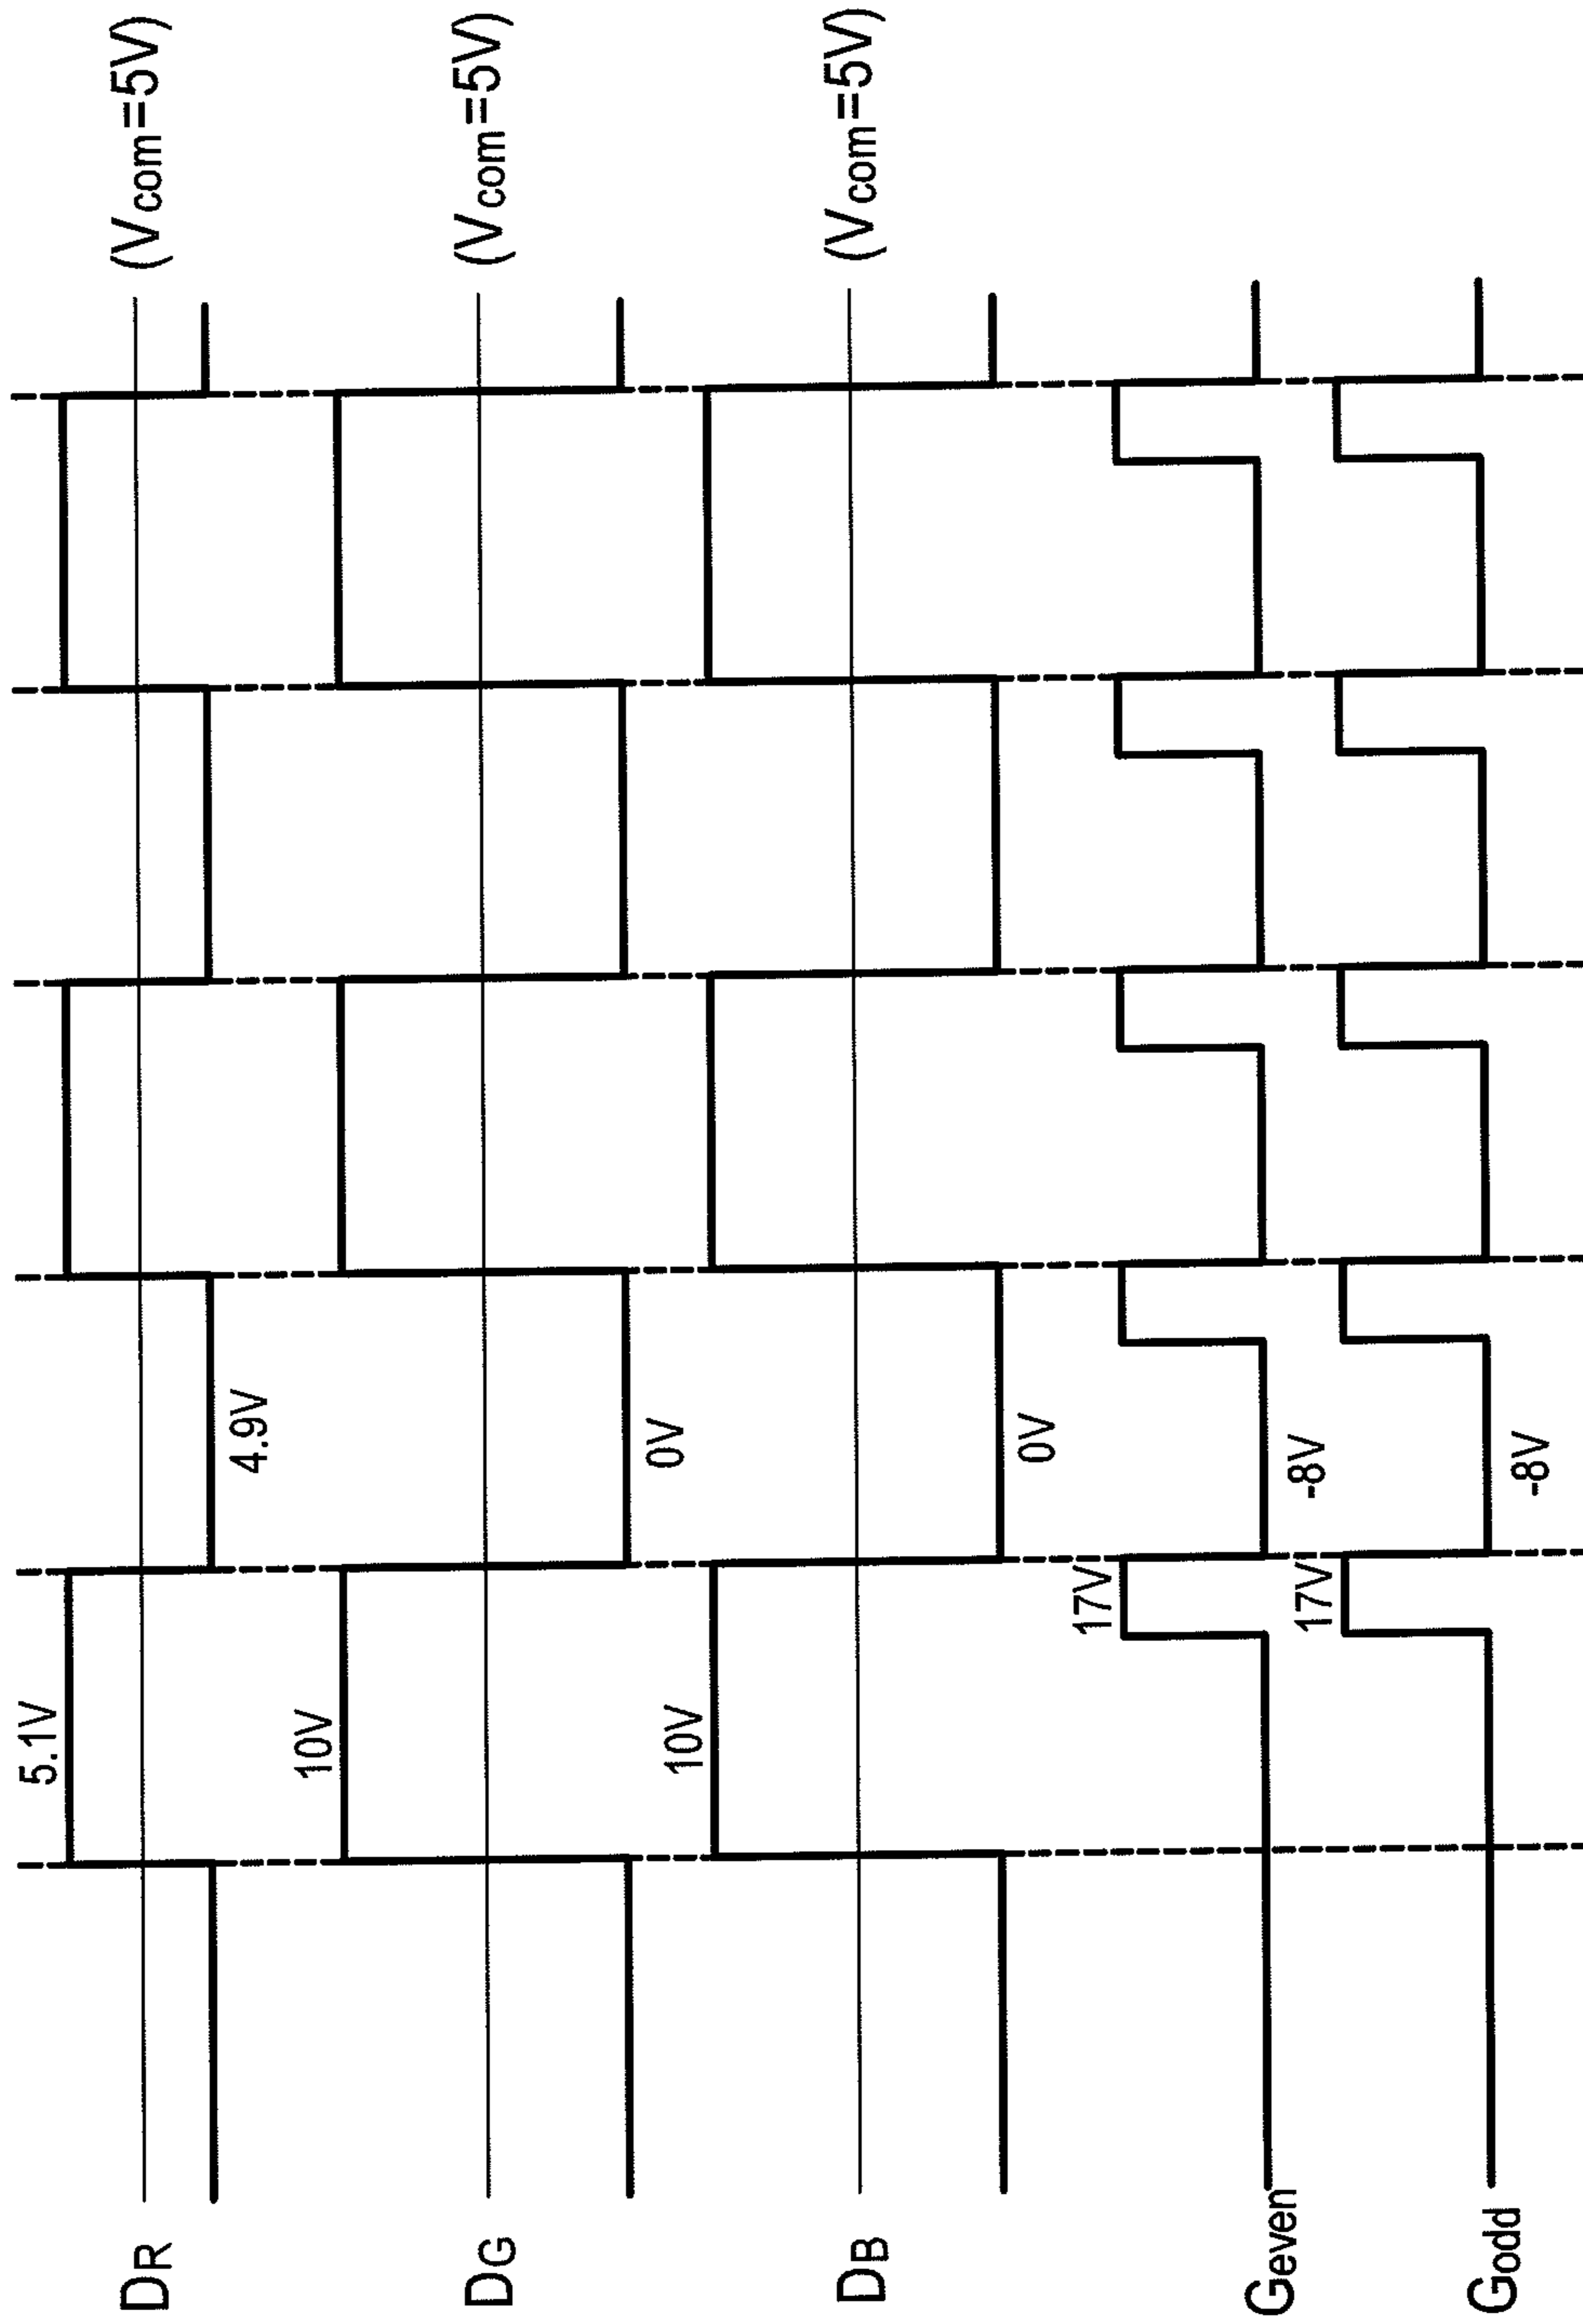 DR
5.1V
4.9V
(Vcom=5V)
DG
10V
0V
(Vcom=5V)
DB
10V
0V
(Vcom=5V)
Geven
17V
-8V
Godd
17V
-8V